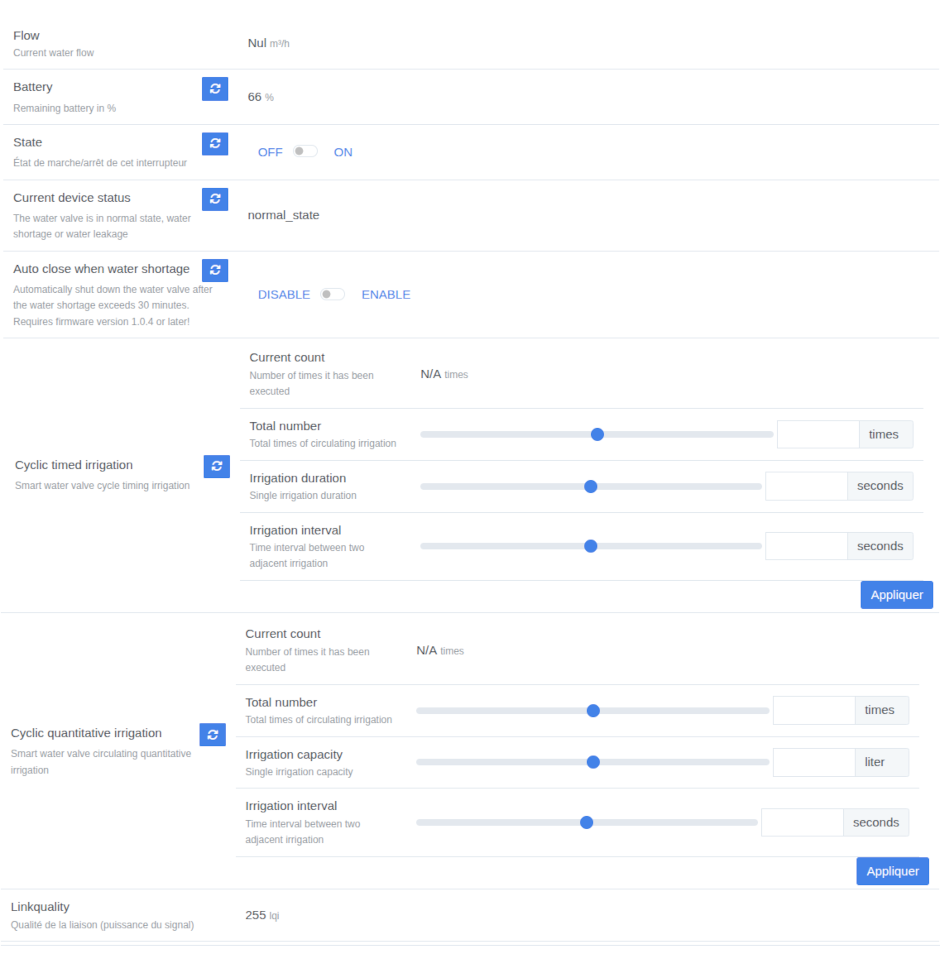 Flow
Current water flow
Nul m³/h
Battery
Remaining battery in %
66 %
State
État de marche/arrêt de cet interrupteur
OFF ON
Current device status
The water valve is in normal state, water
shortage or water leakage
normal_state
Auto close when water shortage
Automatically shut down the water valve after
the water shortage exceeds 30 minutes.
Requires firmware version 1.0.4 or later!
DISABLE ENABLE
Cyclic timed irrigation
Smart water valve cycle timing irrigation
Current count
Number of times it has been
executed
N/A times
Total number
Total times of circulating irrigation
times
Irrigation duration
Single irrigation duration
seconds
Irrigation interval
Time interval between two
adjacent irrigation
seconds
Appliquer
Cyclic quantitative irrigation
Smart water valve circulating quantitative
irrigation
Current count
Number of times it has been
executed
N/A times
Total number
Total times of circulating irrigation
times
Irrigation capacity
Single irrigation capacity
liter
Irrigation interval
Time interval between two
adjacent irrigation
seconds
Appliquer
Linkquality
Qualité de la liaison (puissance du signal)
255 lqi